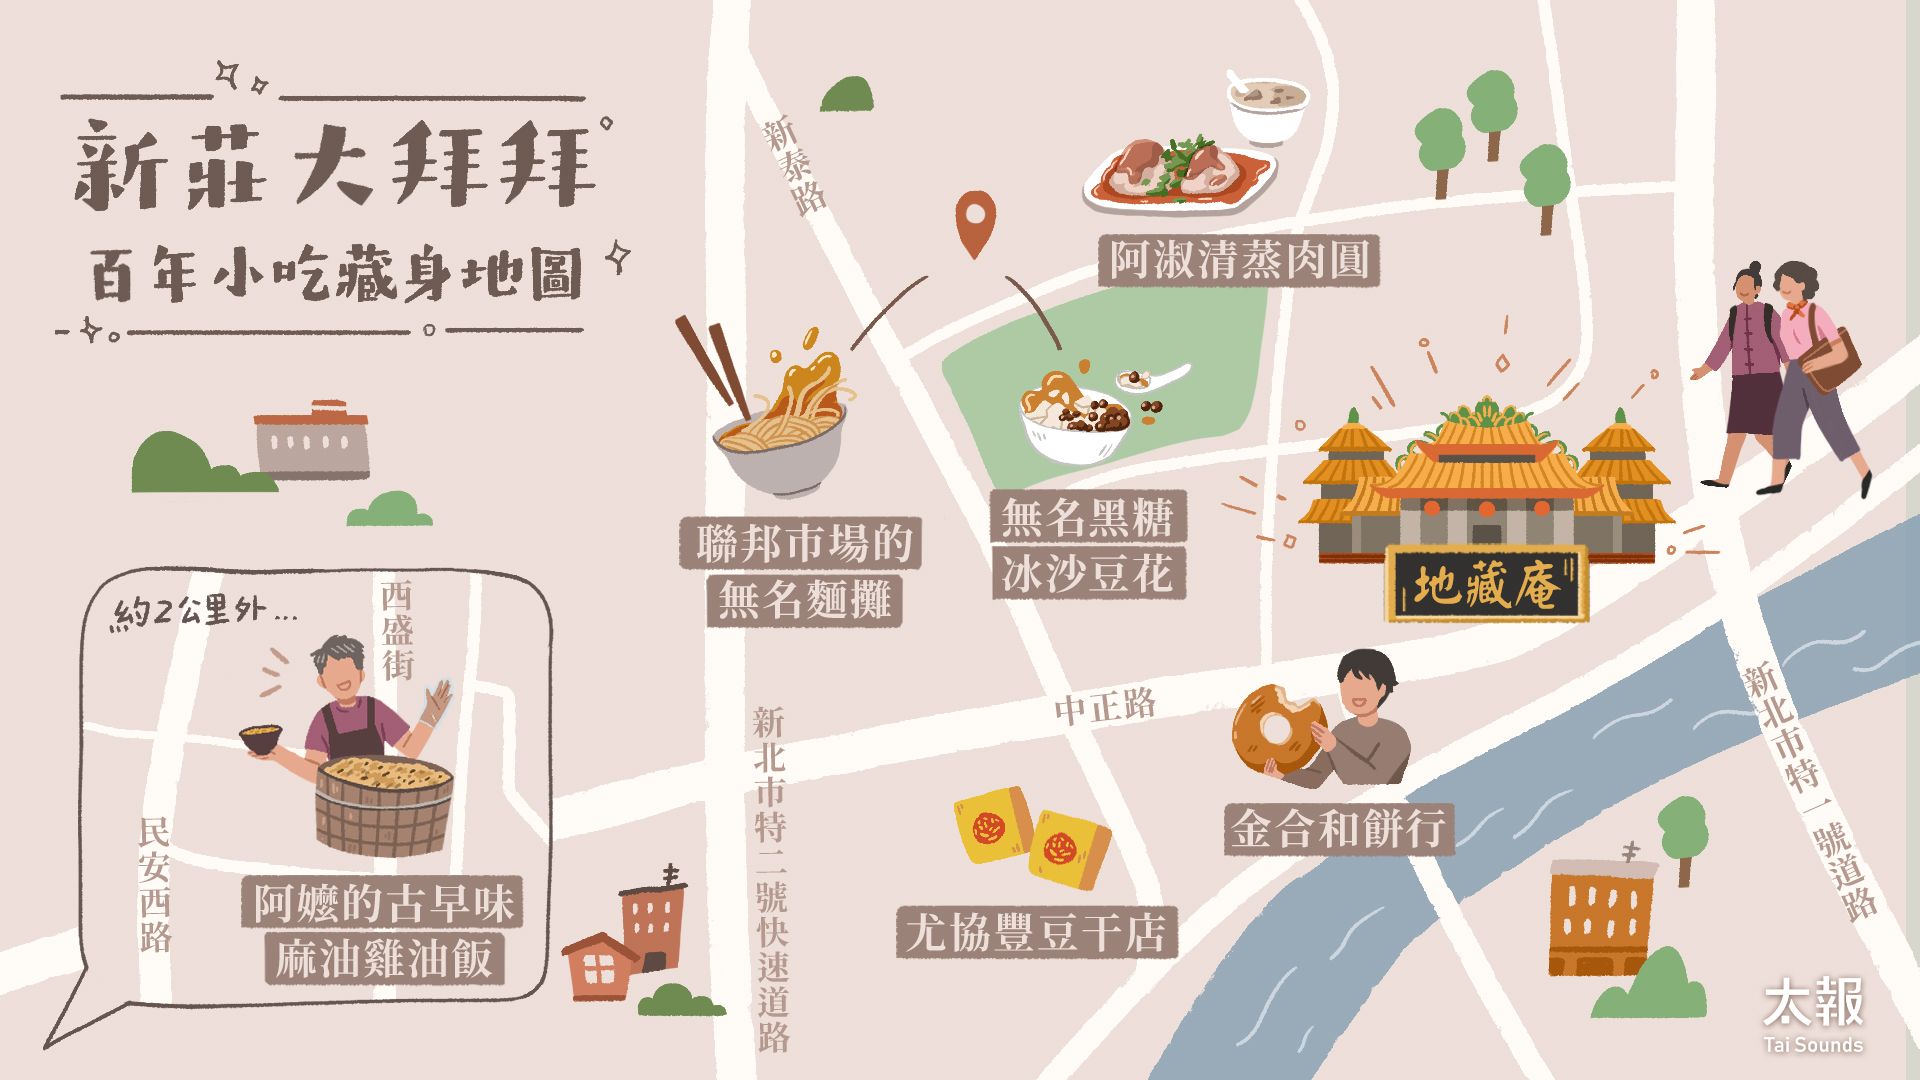 新莊大拜拜
百年小吃藏身地圖
新泰路
阿淑清蒸肉圓
聯邦市場的
無名麵攤
無名黑糖
冰沙豆花
地藏庵
約2公里外...
西盛街
民安西路
阿嬤的古早味
麻油雞油飯
新北市特二號快速道路
中正路
金合和餅行
尤協豐豆干店
新北市特一號道路
太報
Tai Sounds